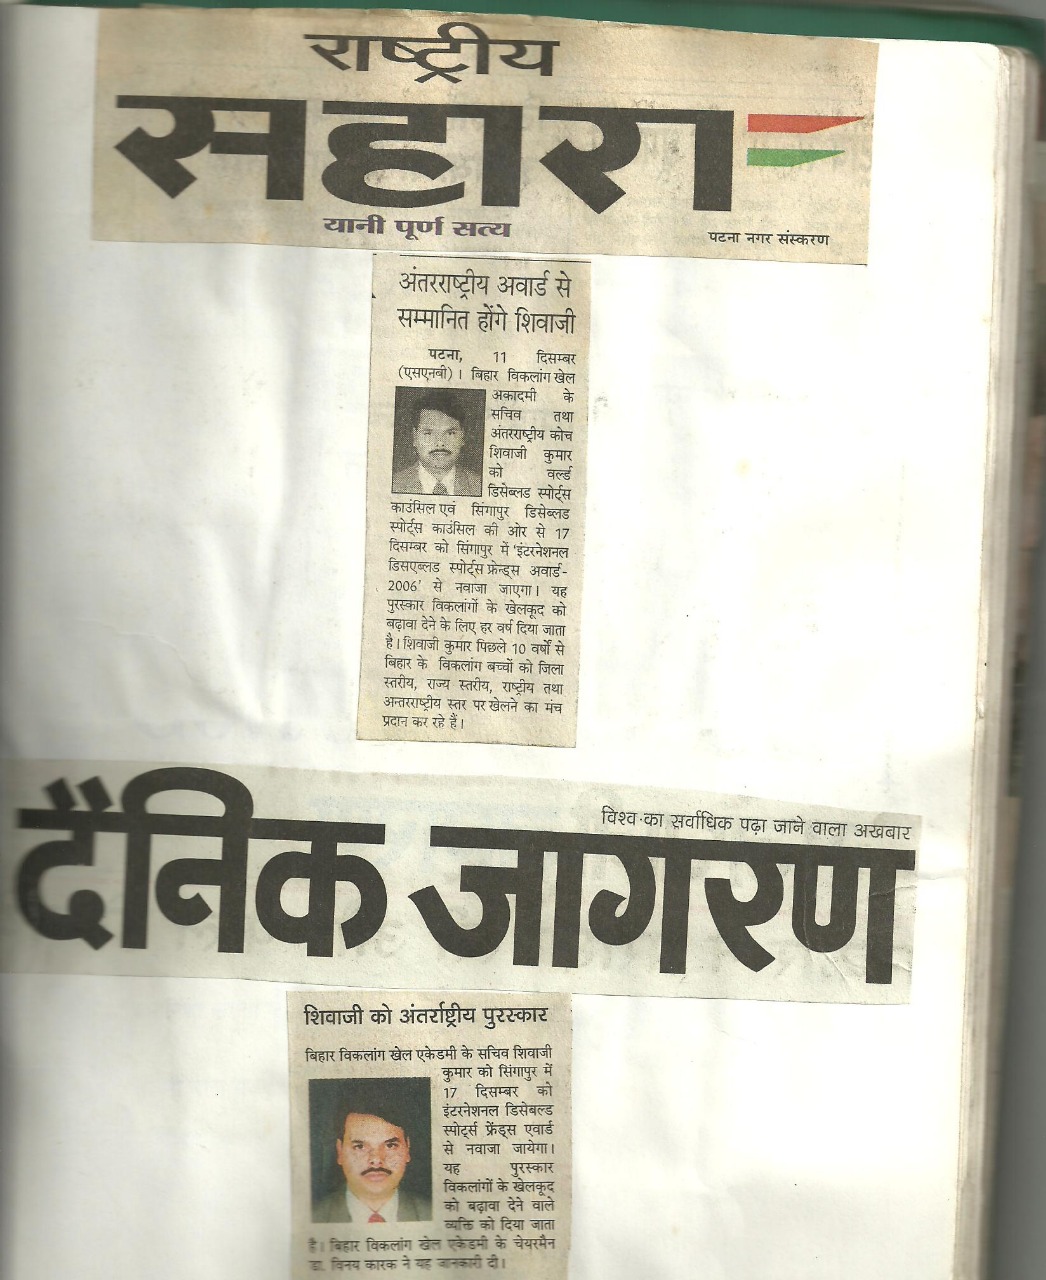 राष्ट्रीय
सहारा
यानी पूर्ण सत्य
पटना नगर संस्करण
अंतरराष्ट्रीय अवार्ड से
सम्मानित होंगे शिवाजी
पटना, 11 दिसम्बर
(एसएनबी)। बिहार विकलांग खेल
अकादमी के
सचिव तथा
अंतरराष्ट्रीय कोच
शिवाजी कुमार
को वर्ल्ड
डिसेब्लड स्पोर्ट्स
काउंसिल एवं सिंगापुर डिसेब्लड
स्पोर्ट्स काउंसिल की ओर से 17
दिसम्बर को सिंगापुर में 'इंटरनेशनल
डिसएब्लड स्पोर्ट्स फ्रेन्ड्स अवार्ड-
2006' से नवाजा जाएगा। यह
पुरस्कार विकलांगों के खेलकूद को
बढ़ावा देने के लिए हर वर्ष दिया जाता
है। शिवाजी कुमार पिछले 10 वर्षों से
बिहार के विकलांग बच्चों को जिला
स्तरीय, राज्य स्तरीय, राष्ट्रीय तथा
अन्तरराष्ट्रीय स्तर पर खेलने का मंच
प्रदान कर रहे हैं।
विश्व का सर्वाधिक पढ़ा जाने वाला अखबार
दैनिक जागरण
शिवाजी को अंतर्राष्ट्रीय पुरस्कार
बिहार विकलांग खेल एकेडमी के सचिव शिवाजी
कुमार को सिंगापुर में
17 दिसम्बर को
इंटरनेशनल डिसेबल्ड
स्पोर्ट्स फ्रेंड्स एवार्ड
से नवाजा जायेगा।
यह पुरस्कार
विकलांगों के खेलकूद
को बढ़ावा देने वाले
व्यक्ति को दिया जाता
है। बिहार विकलांग खेल एकेडमी के चेयरमैन
डा. विनय कारक ने यह जानकारी दी।